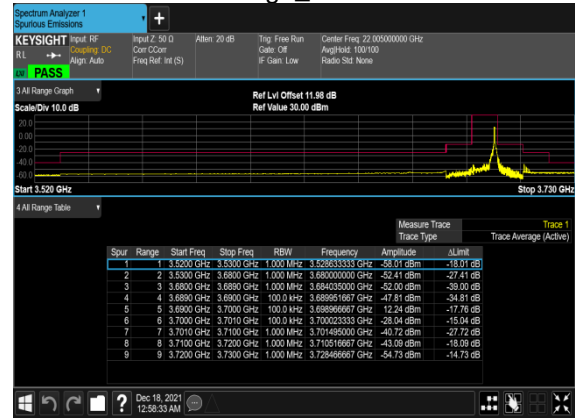 Spectrum Analyzer 1
Spurious Emissions
+
KEYSIGHT Input: RF Input Z: 50 Ω Atten: 20 dB Trig: Free Run Center Freq: 22.005000000 GHz
RL Coupling: DC Corr CCorr Gate: Off Avg|Hold: 100/100
Align: Auto Freq Ref: Int (S) IF Gain: Low Radio Std: None
PASS
3 All Range Graph
Ref Lvl Offset 11.98 dB
Scale/Div 10.0 dB Ref Value 30.00 dBm
20.0
0.00
-20.0
-40.0
-60.0
Start 3.520 GHz Stop 3.730 GHz
4 All Range Table
Measure Trace Trace 1
Trace Type Trace Average (Active)
Spur Range Start Freq Stop Freq RBW Frequency Amplitude ΔLimit
1 1 3.5200 GHz 3.5300 GHz 1.000 MHz 3.528633333 GHz -58.01 dBm -18.01 dB
2 2 3.5300 GHz 3.6800 GHz 1.000 MHz 3.680000000 GHz -52.41 dBm -27.41 dB
3 3 3.6800 GHz 3.6890 GHz 1.000 MHz 3.684035000 GHz -52.00 dBm -39.00 dB
4 4 3.6890 GHz 3.6900 GHz 100.0 kHz 3.689951667 GHz -47.81 dBm -34.81 dB
5 5 3.6900 GHz 3.7000 GHz 100.0 kHz 3.698966667 GHz 12.24 dBm -17.76 dB
6 6 3.7000 GHz 3.7010 GHz 100.0 kHz 3.700023333 GHz -28.04 dBm -15.04 dB
7 7 3.7010 GHz 3.7100 GHz 1.000 MHz 3.701495000 GHz -40.72 dBm -27.72 dB
8 8 3.7100 GHz 3.7200 GHz 1.000 MHz 3.710516667 GHz -43.09 dBm -18.09 dB
9 9 3.7200 GHz 3.7300 GHz 1.000 MHz 3.728466667 GHz -54.73 dBm -14.73 dB
? Dec 18, 2021
12:58:33 AM